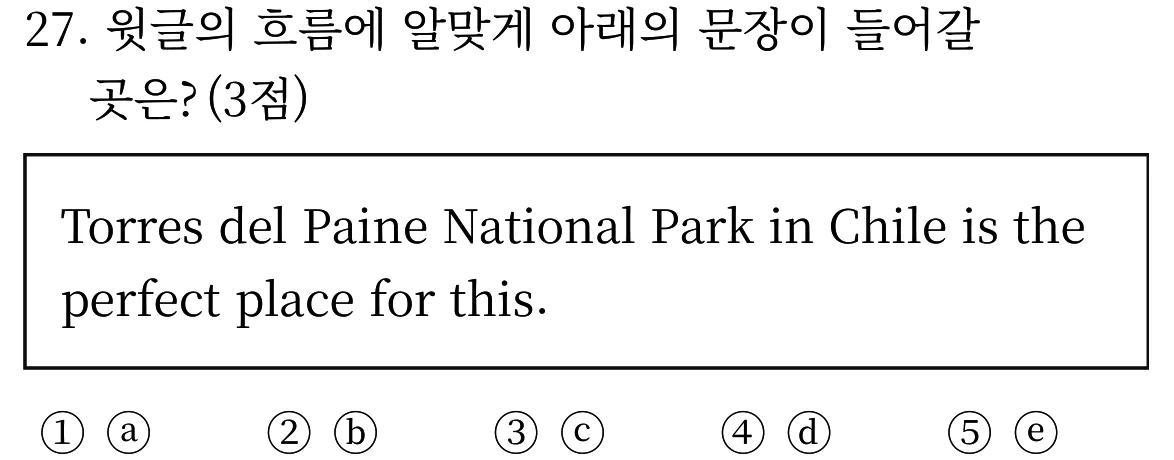 27. 윗글의 흐름에 알맞게 아래의 문장이 들어갈
곳은? (3점)
Torres del Paine National Park in Chile is the
perfect place for this.
① ⓐ ② ⓑ ③ ⓒ ④ ⓓ ⑤ ⓔ